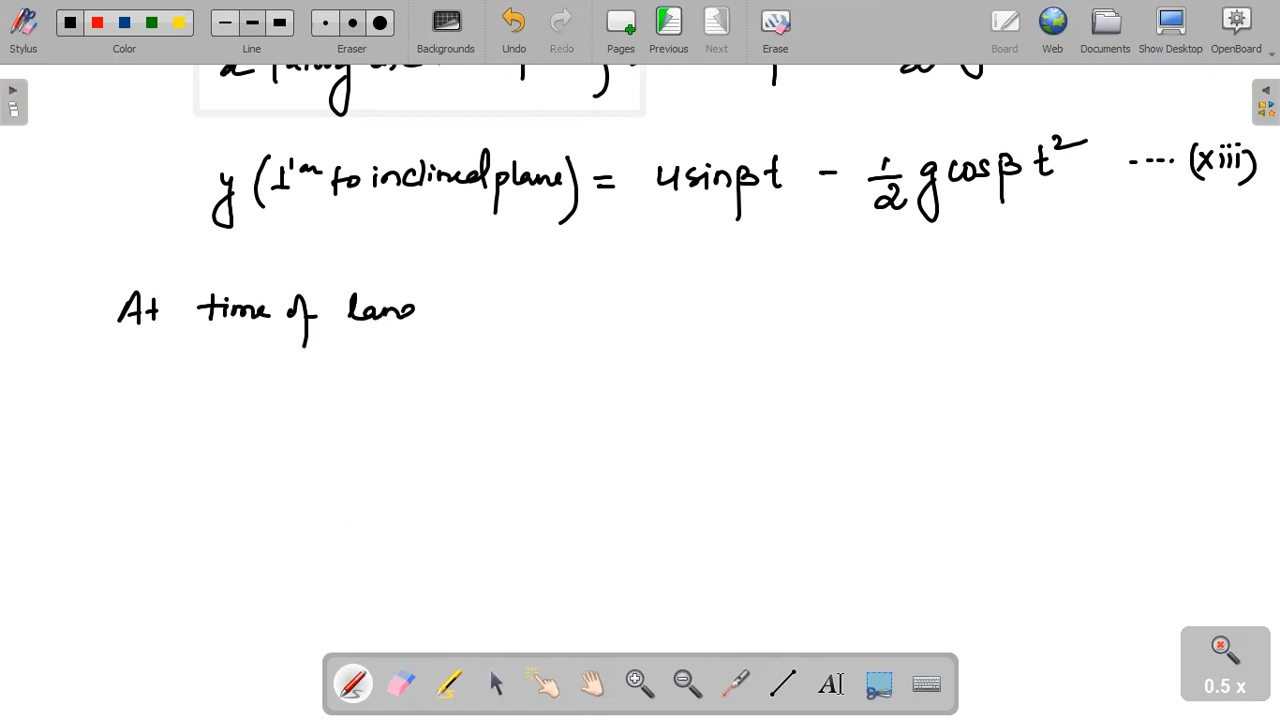 Stylus Color Line Eraser Backgrounds Undo Redo Pages Previous Next Erase Board Web Documents Show Desktop OpenBoard
y (⊥'r to inclined plane) = u sinβ t - 1/2 g cosβ t² ---- (xiii)
At time of
0.5 x